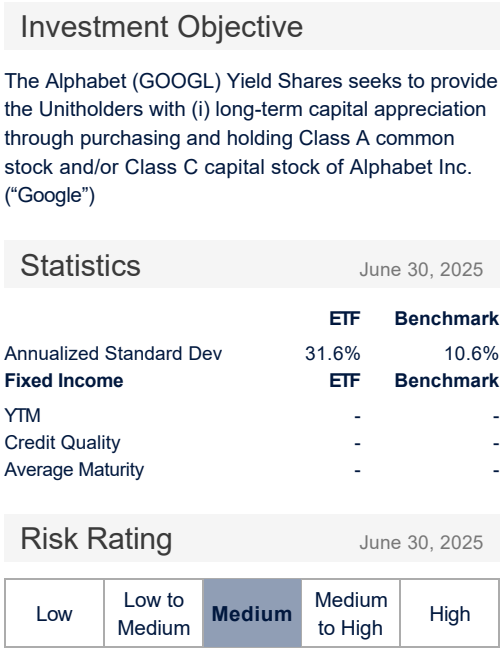 Investment Objective
The Alphabet (GOOGL) Yield Shares seeks to provide
the Unitholders with (i) long-term capital appreciation
through purchasing and holding Class A common
stock and/or Class C capital stock of Alphabet Inc.
(“Google”)
Statistics June 30, 2025
ETF Benchmark
Annualized Standard Dev 31.6% 10.6%
Fixed Income ETF Benchmark
YTM - -
Credit Quality - -
Average Maturity - -
Risk Rating June 30, 2025
Low
Low to
Medium
Medium
Medium
to High
High